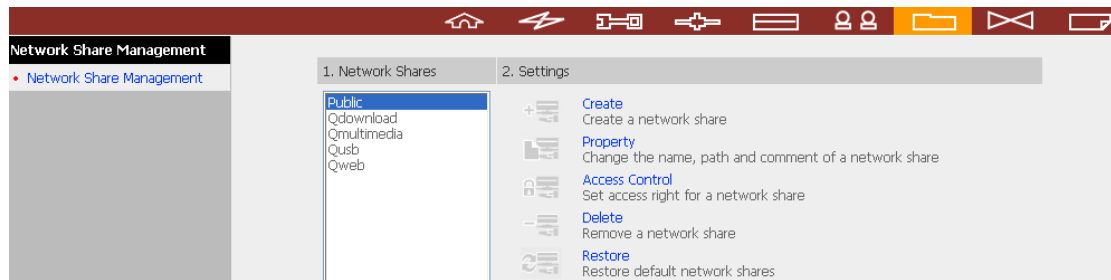 Network Share Management
• Network Share Management
1. Network Shares
2. Settings
Public
Qdownload
Qmultimedia
Qusb
Qweb
Create
Create a network share
Property
Change the name, path and comment of a network share
Access Control
Set access right for a network share
Delete
Remove a network share
Restore
Restore default network shares